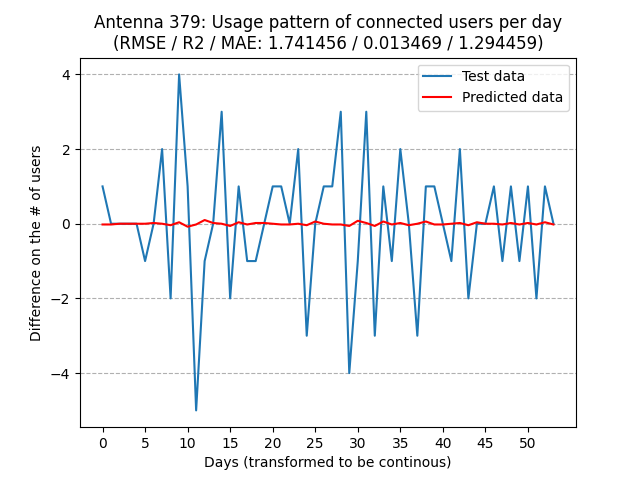 Antenna 379: Usage pattern of connected users per day
(RMSE / R2 / MAE: 1.741456 / 0.013469 / 1.294459)
Test data
Predicted data
Difference on the # of users
4
2
0
−2
−4
0 5 10 15 20 25 30 35 40 45 50
Days (transformed to be continous)